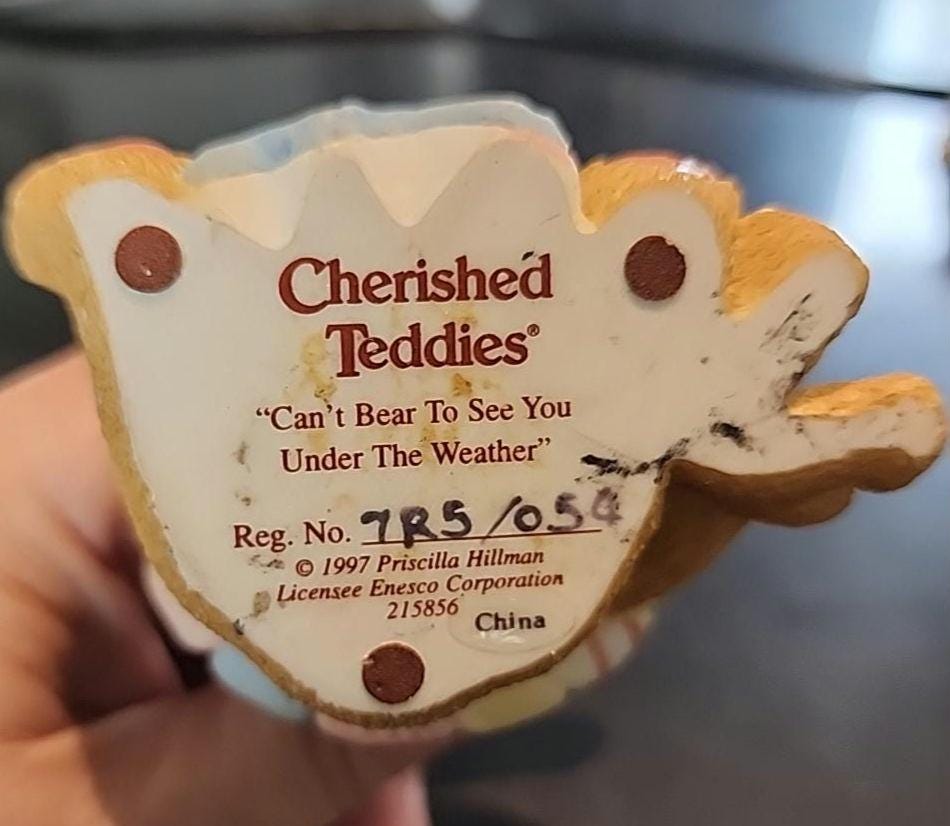 Cherished
Teddies®
“Can't Bear To See You
Under The Weather”
Reg. No. 7R5/054
© 1997 Priscilla Hillman
Licensee Enesco Corporation
215856
China